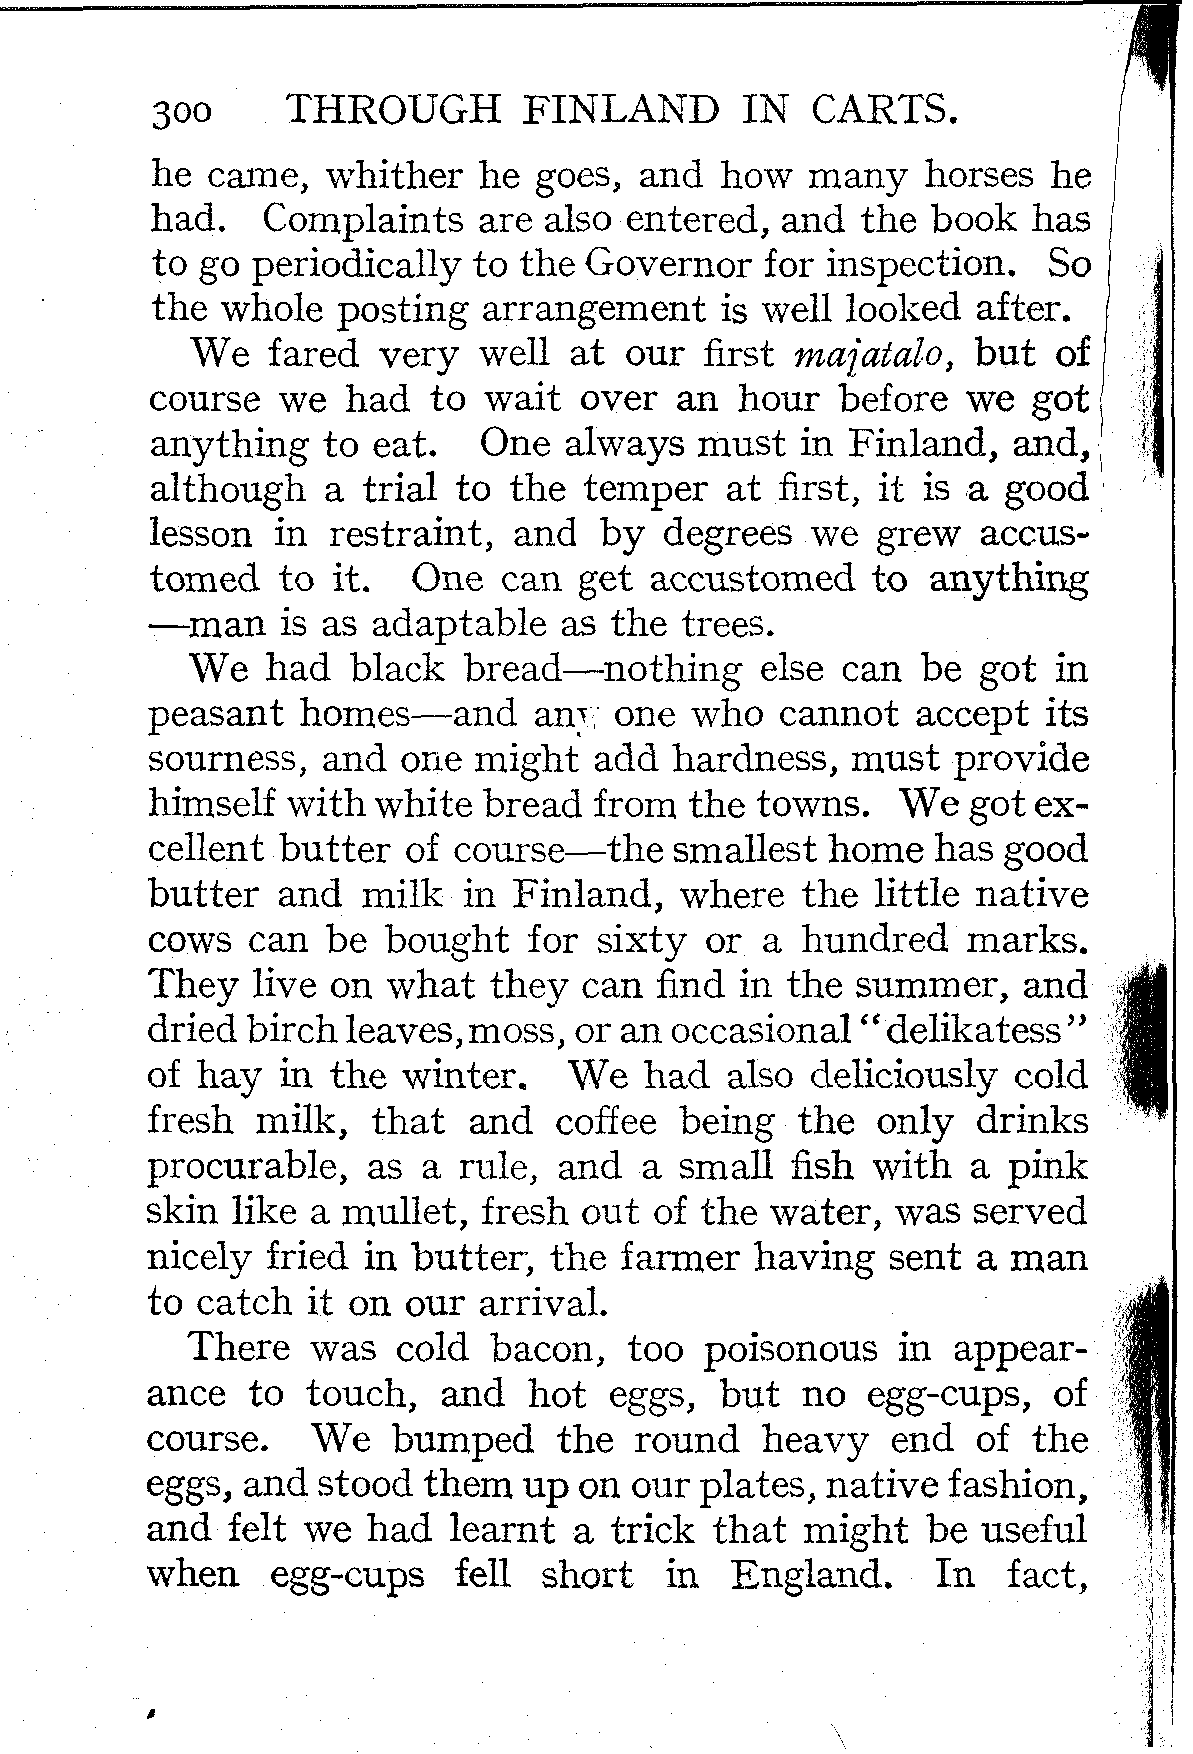 300 THROUGH FINLAND IN CARTS.
he came, whither he goes, and how many horses he
had. Complaints are also entered, and the book has
to go periodically to the Governor for inspection. So
the whole posting arrangement is well looked after.
We fared very well at our first majatalo, but of
course we had to wait over an hour before we got
anything to eat. One always must in Finland, and,
although a trial to the temper at first, it is a good
lesson in restraint, and by degrees we grew accus-
tomed to it. One can get accustomed to anything
—man is as adaptable as the trees.
We had black bread—nothing else can be got in
peasant homes—and any one who cannot accept its
sourness, and one might add hardness, must provide
himself with white bread from the towns. We got ex-
cellent butter of course—the smallest home has good
butter and milk in Finland, where the little native
cows can be bought for sixty or a hundred marks.
They live on what they can find in the summer, and
dried birch leaves, moss, or an occasional "delikatess"
of hay in the winter. We had also deliciously cold
fresh milk, that and coffee being the only drinks
procurable, as a rule, and a small fish with a pink
skin like a mullet, fresh out of the water, was served
nicely fried in butter, the farmer having sent a man
to catch it on our arrival.
There was cold bacon, too poisonous in appear-
ance to touch, and hot eggs, but no egg-cups, of
course. We bumped the round heavy end of the
eggs, and stood them up on our plates, native fashion,
and felt we had learnt a trick that might be useful
when egg-cups fell short in England. In fact,